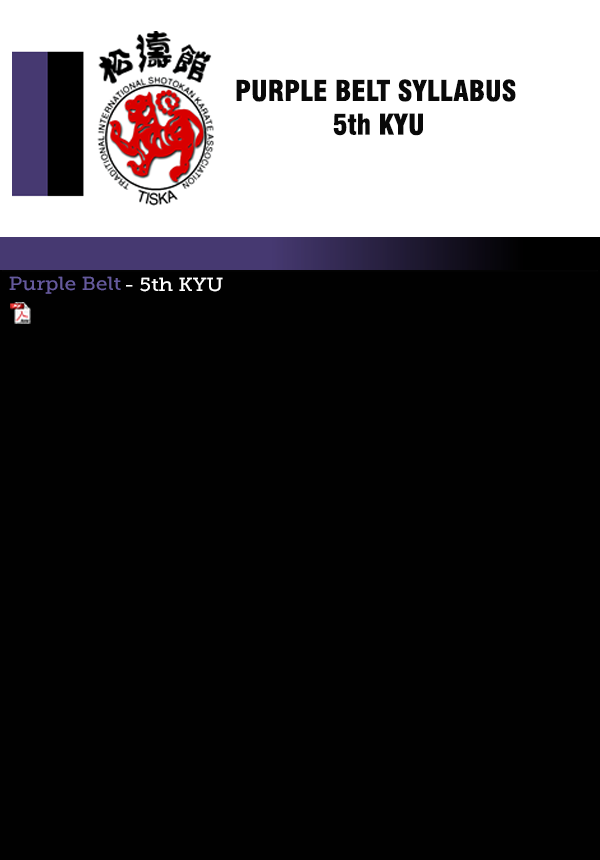 松濤館
TRADITIONAL INTERNATIONAL SHOTOKAN KARATE ASSOCIATION
TISKA
PURPLE BELT SYLLABUS
5th KYU
Purple Belt - 5th KYU